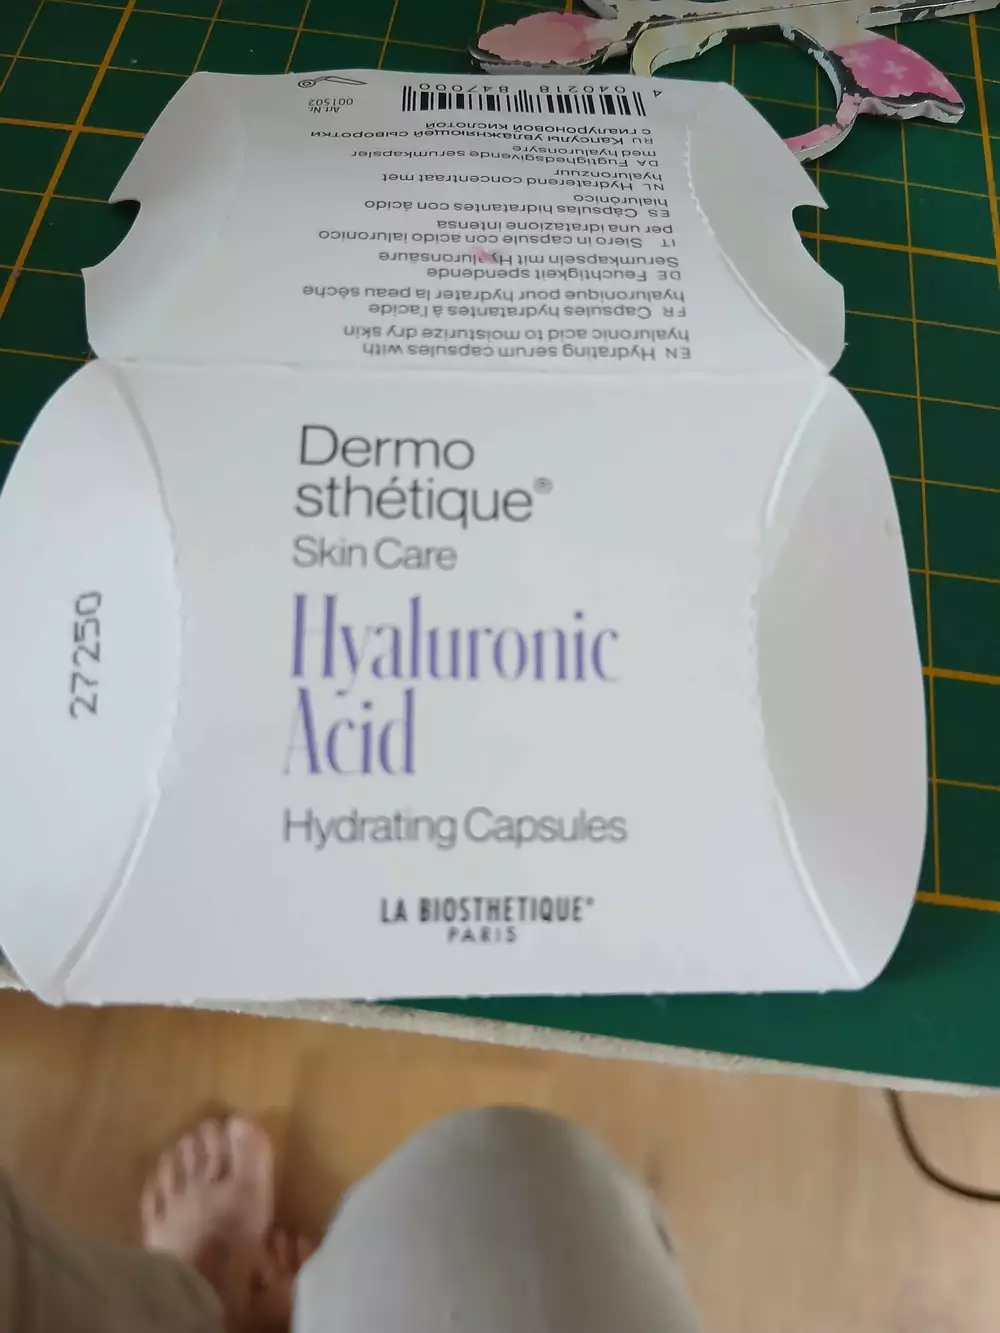 Dermo
sthétique®
Skin Care
Hyaluronic
Acid
Hydrating Capsules
LA BIOSTHETIQUE®
PARIS
27250
EN Hydrating serum capsules with
hyaluronic acid to moisturize dry skin
FR Capsules hydratantes à l'acide
hyaluronique pour hydrater la peau sèche
DE Feuchtigkeit spendende
Serumkapseln mit Hyaluronsäure
IT Siero in capsule con acido ialuronico
per una idratazione intensa
ES Cápsulas hidratantes con ácido
hialurónico
NL Hydraterend concentraat met
hyaluronzuur
DA Fugtighedsgivende serumkapsler
med hyaluronsyre
RU Капсулы увлажняющей сыворотки
с гиалуроновой кислотой
Art.Nr.
001502
4 040218 847000